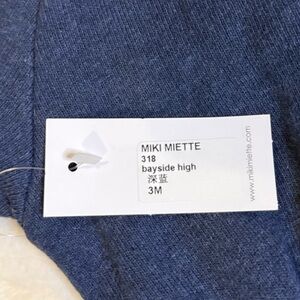 MIKI MIETTE
318
bayside high
深蓝
3M
www.mikimiette.com